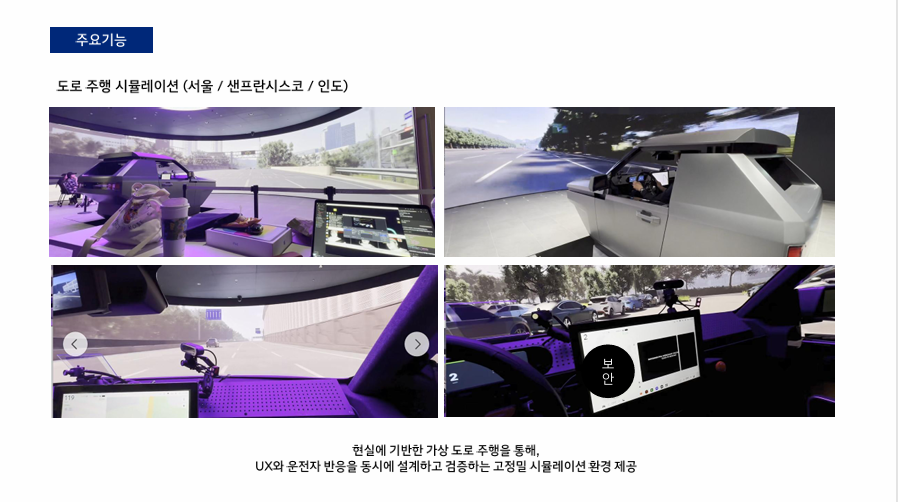 주요기능
도로 주행 시뮬레이션 (서울 / 샌프란시스코 / 인도)
119
2
보
안
현실에 기반한 가상 도로 주행을 통해,
UX와 운전자 반응을 동시에 설계하고 검증하는 고정밀 시뮬레이션 환경 제공